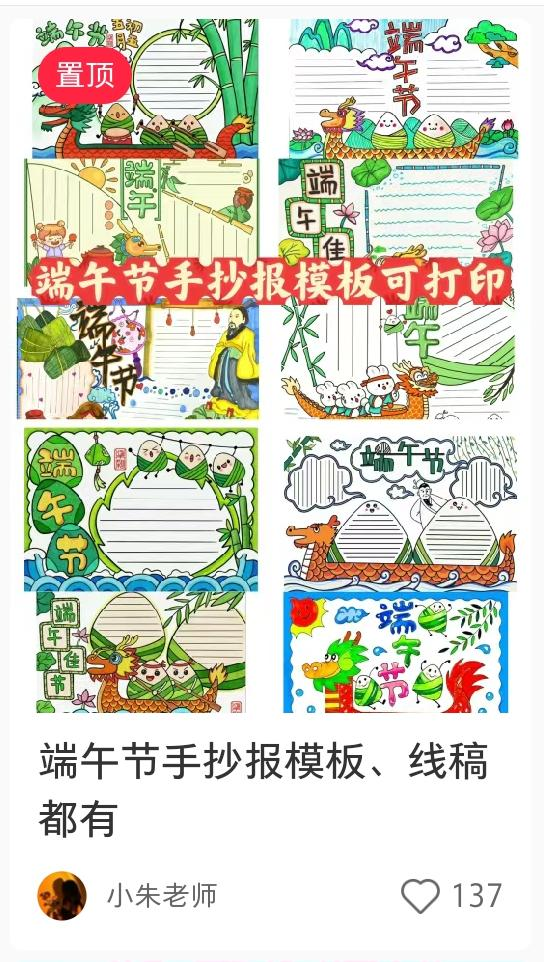 端午节
五月初五
置顶
端午节
端午
端午佳
端午节手抄报模板可打印
端午节
端午
端午节
端午节
端午佳节
端午节
端午节手抄报模板、线稿
都有
小朱老师
137